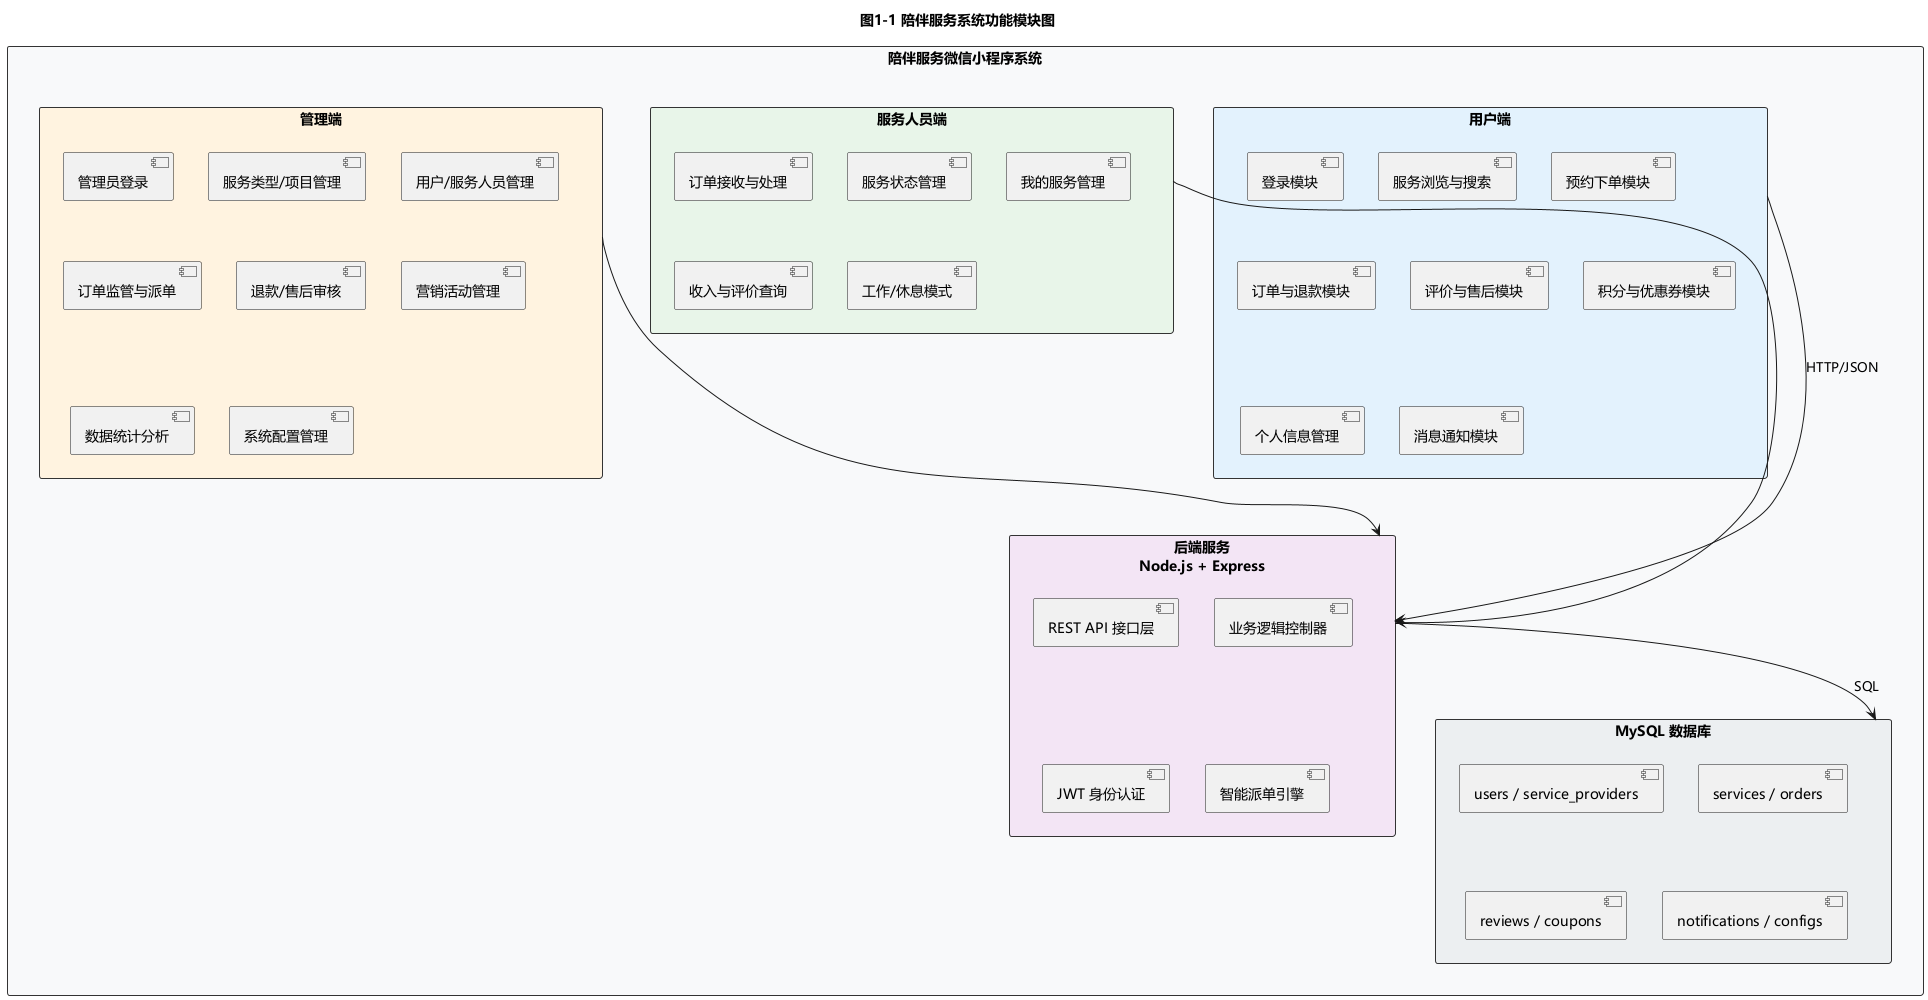 图1-1 陪伴服务系统功能模块图
陪伴服务微信小程序系统
管理端
管理员登录
服务类型/项目管理
用户/服务人员管理
订单监管与派单
退款/售后审核
营销活动管理
数据统计分析
系统配置管理
服务人员端
订单接收与处理
服务状态管理
我的服务管理
收入与评价查询
工作/休息模式
用户端
登录模块
服务浏览与搜索
预约下单模块
订单与退款模块
评价与售后模块
积分与优惠券模块
个人信息管理
消息通知模块
HTTP/JSON
后端服务
Node.js + Express
REST API 接口层
业务逻辑控制器
JWT 身份认证
智能派单引擎
SQL
MySQL 数据库
users / service_providers
services / orders
reviews / coupons
notifications / configs